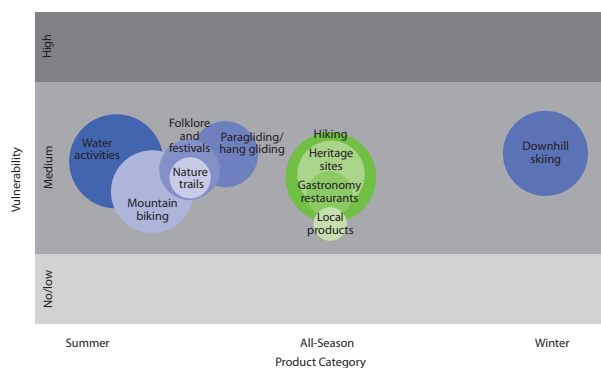 High
Vulnerability
Medium
No/low
Water
activities
Mountain
biking
Folklore
and
festivals
Nature
trails
Paragliding/
hang gliding
Hiking
Heritage
sites
Gastronomy
restaurants
Local
products
Downhill
skiing
Summer
All-Season
Winter
Product Category